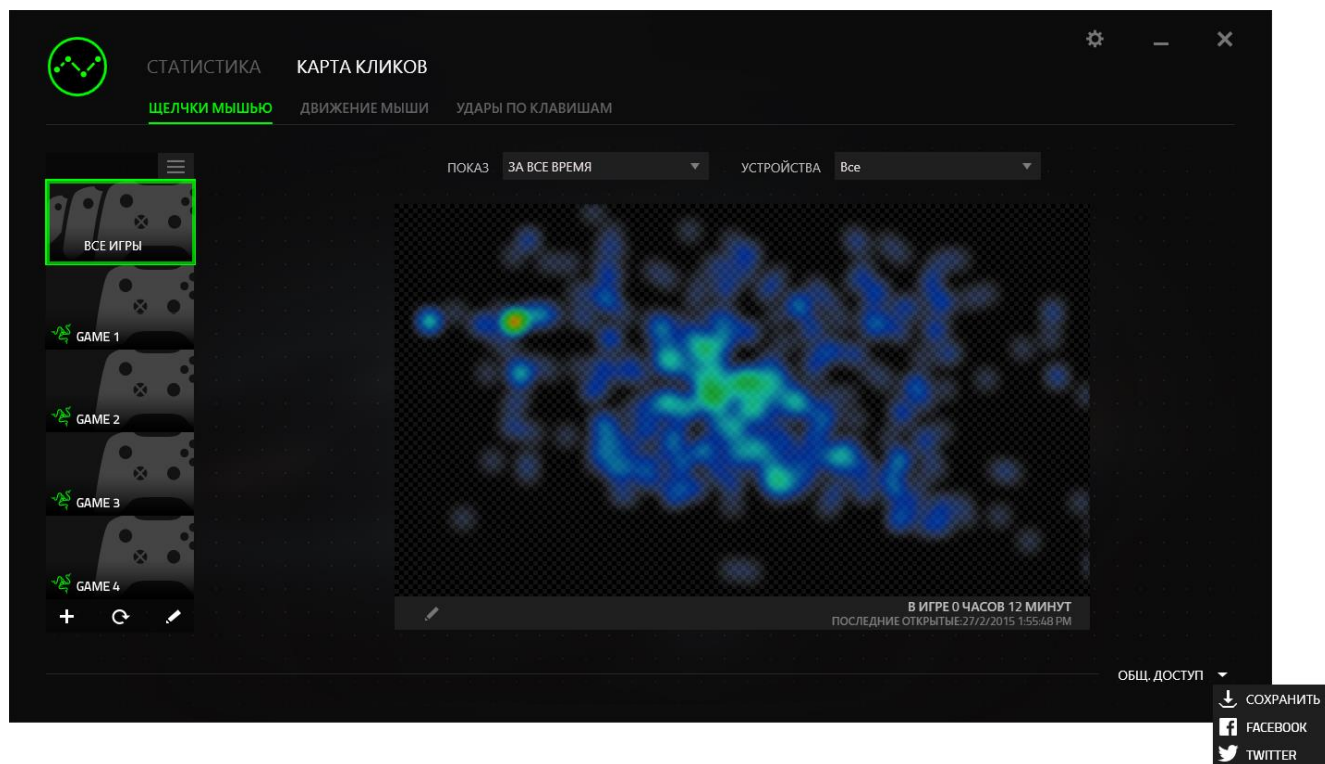 СТАТИСТИКА КАРТА КЛИКОВ
ЩЕЛЧКИ МЫШЬЮ ДВИЖЕНИЕ МЫШИ УДАРЫ ПО КЛАВИШАМ
ПОКАЗ ЗА ВСЕ ВРЕМЯ УСТРОЙСТВА Все
ВСЕ ИГРЫ
GAME 1
GAME 2
GAME 3
GAME 4
В ИГРЕ 0 ЧАСОВ 12 МИНУТ
ПОСЛЕДНИЕ ОТКРЫТЫЕ:27/2/2015 1:55:48 PM
ОБЩ. ДОСТУП
СОХРАНИТЬ
FACEBOOK
TWITTER